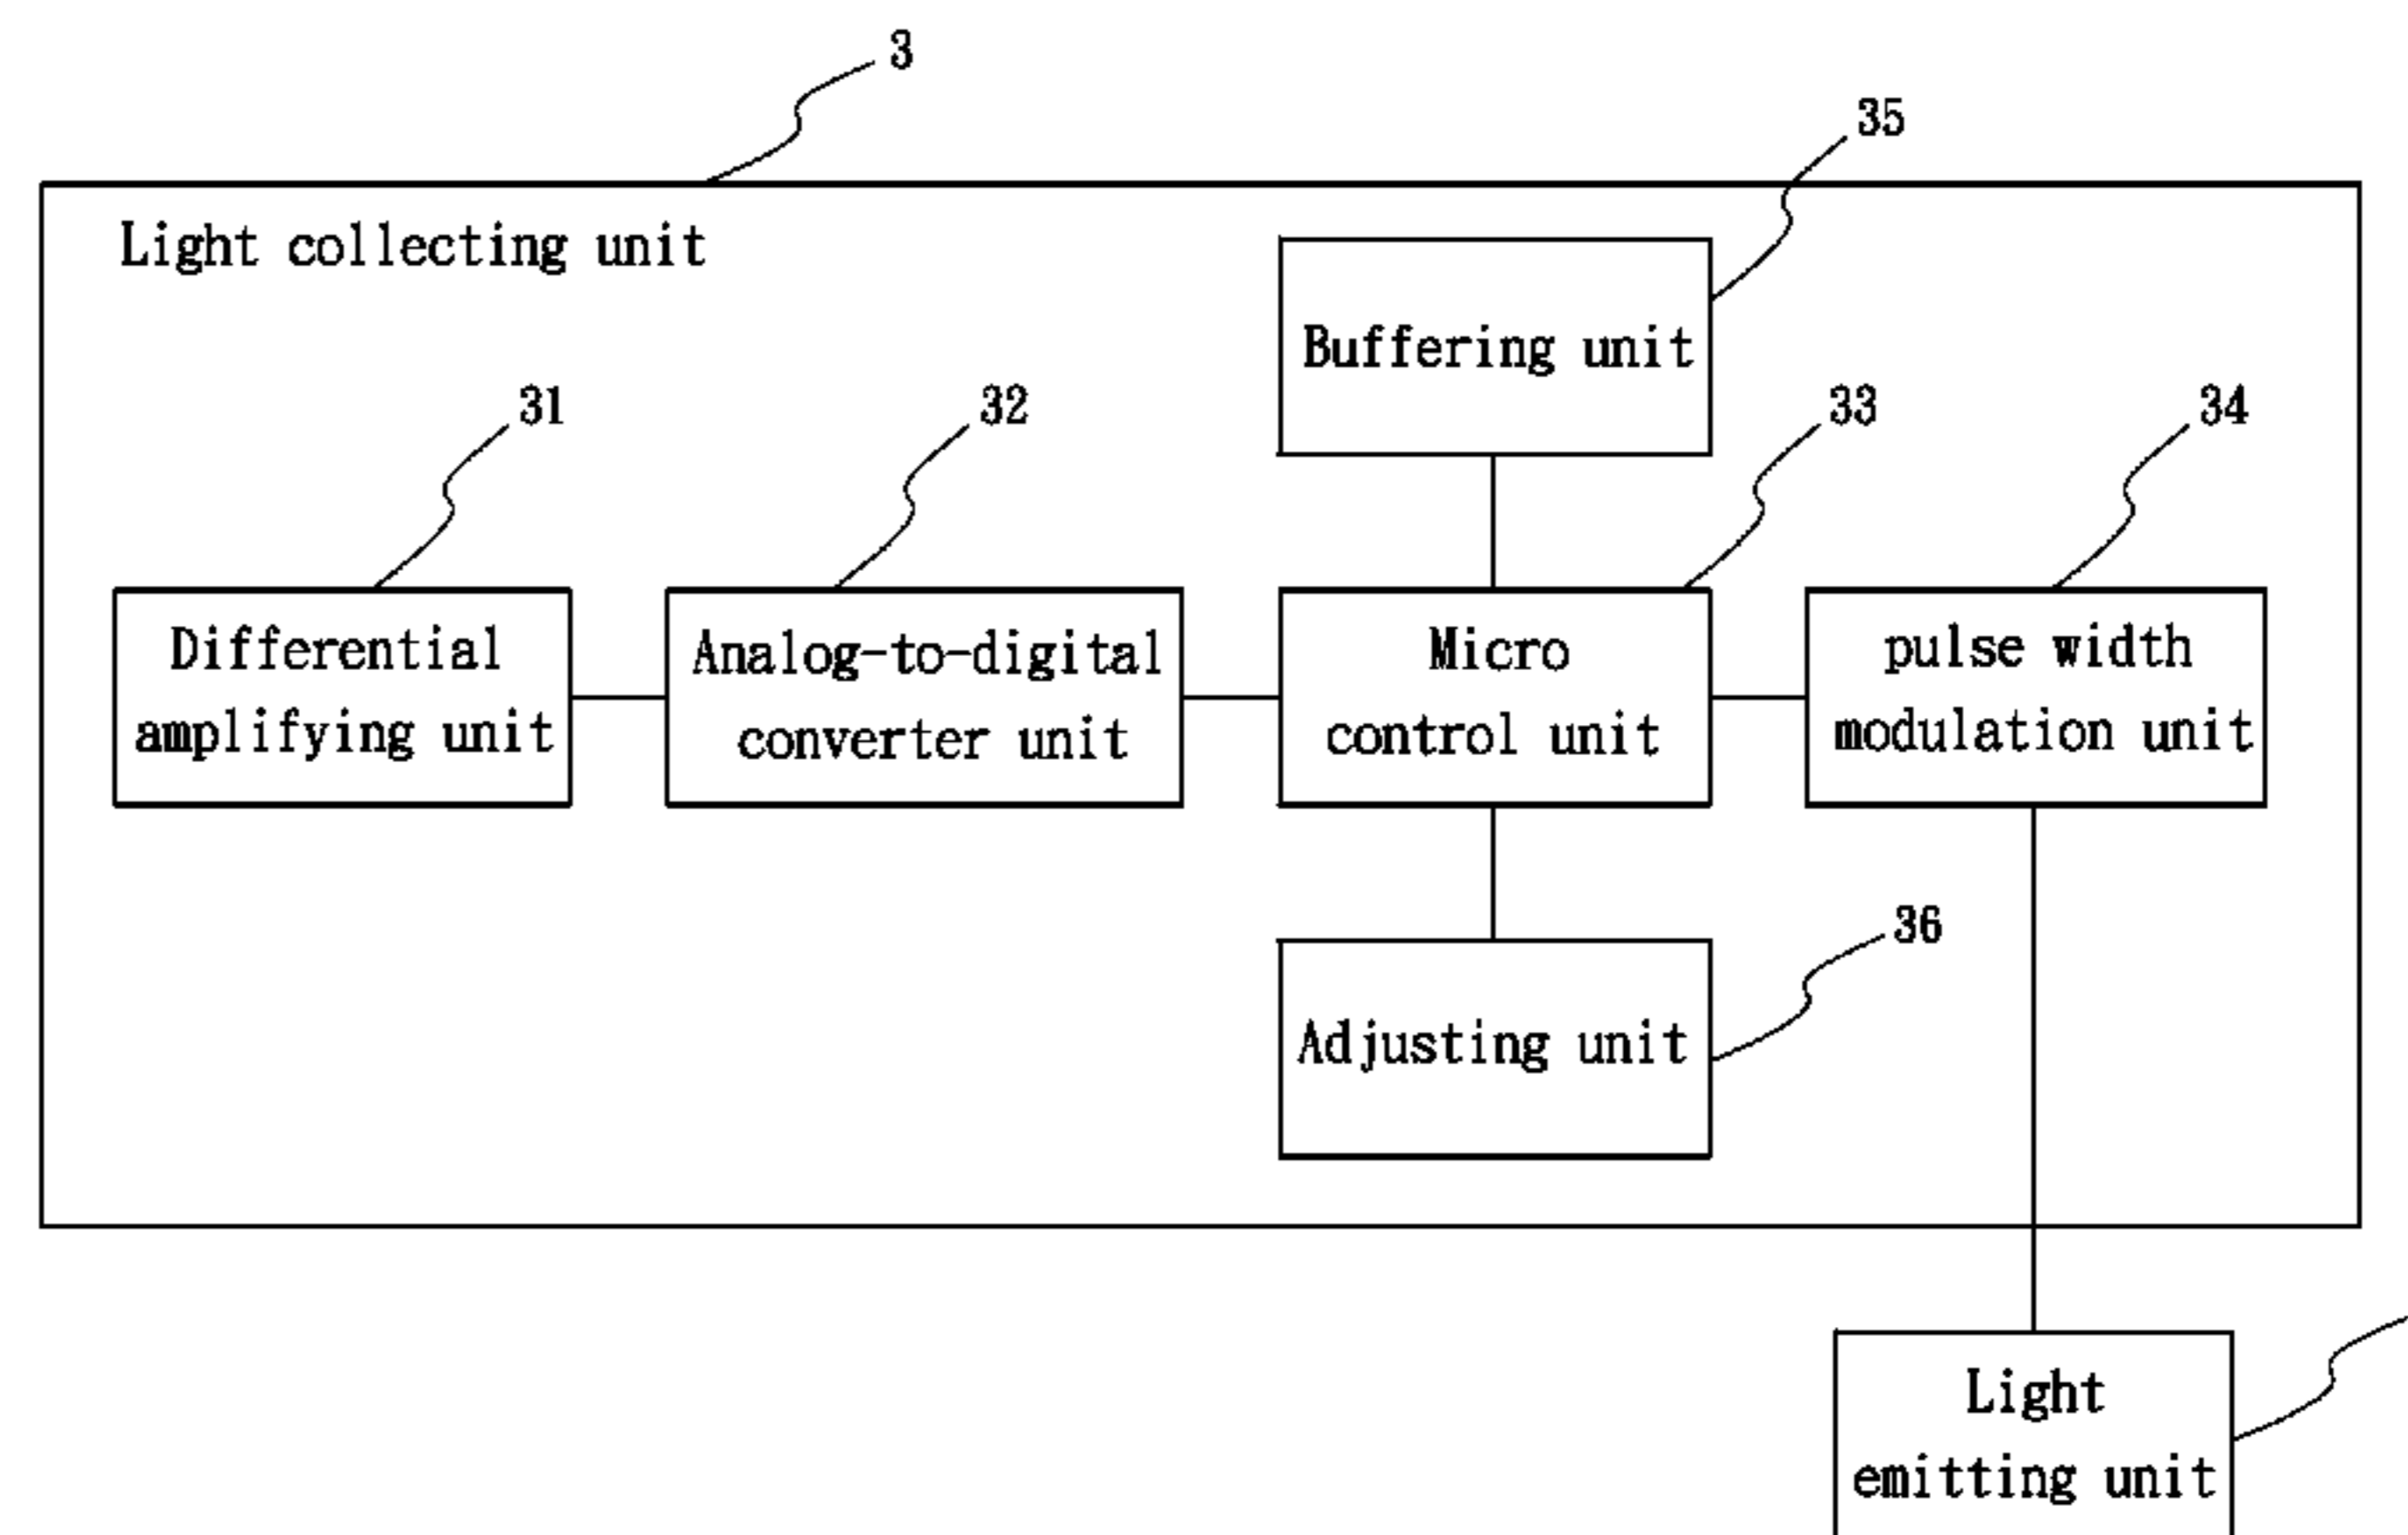 3
35
Light collecting unit
Buffering unit
31
32
33
34
Differential
amplifying unit
Analog-to-digital
converter unit
Micro
control unit
pulse width
modulation unit
36
Adjusting unit
Light
emitting unit